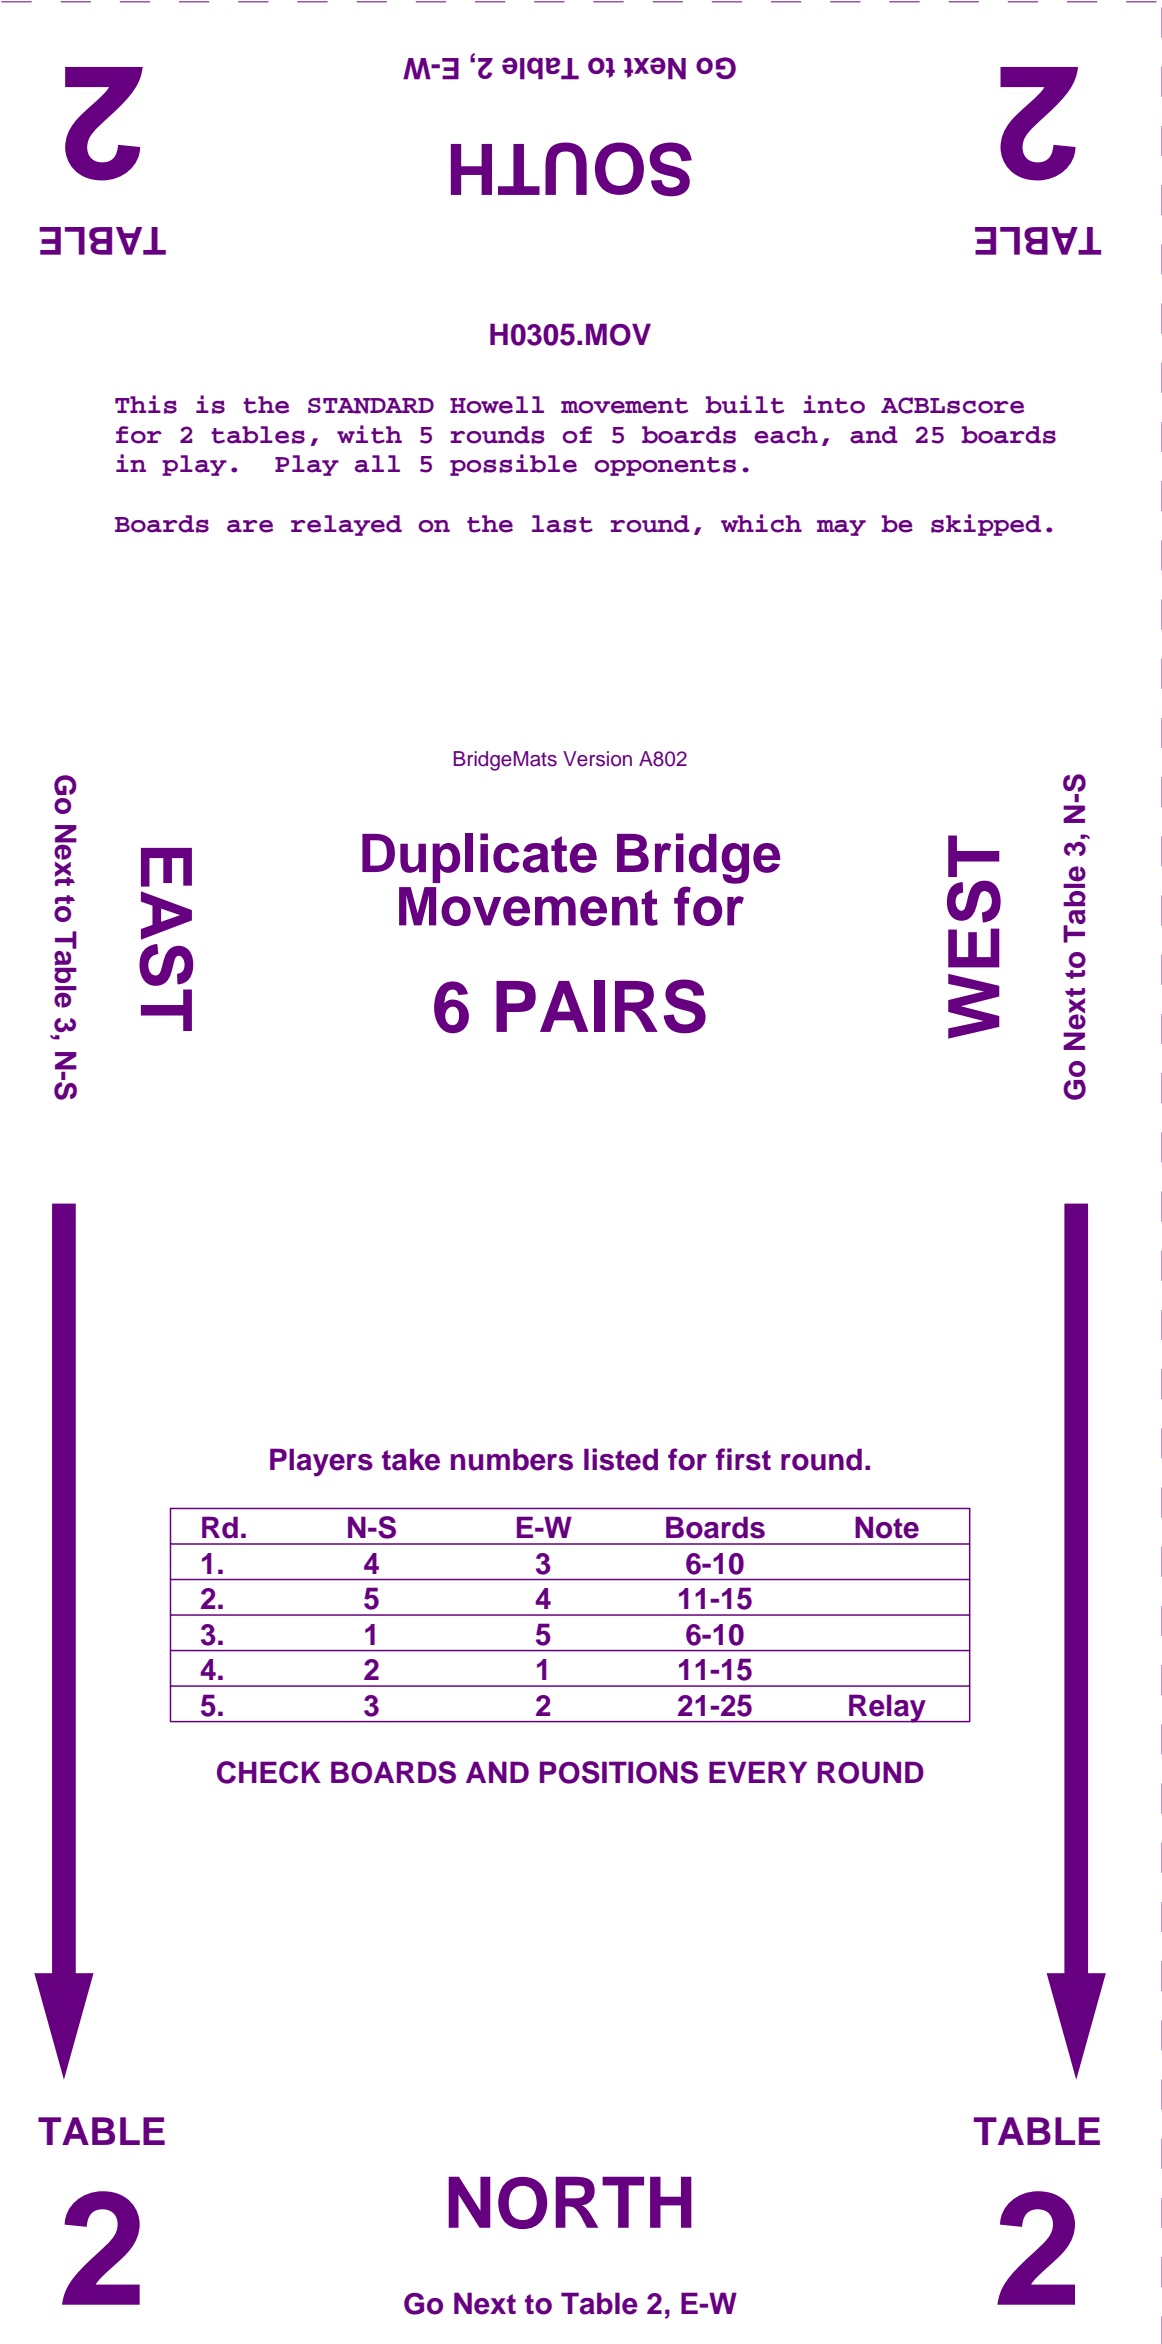 Go Next to Table 2, E-W
2
2
SOUTH
TABLE
TABLE
H0305.MOV
This is the STANDARD Howell movement built into ACBLscore
for 2 tables, with 5 rounds of 5 boards each, and 25 boards
in play.  Play all 5 possible opponents.
Boards are relayed on the last round, which may be skipped.
BridgeMats Version A802
Go Next to Table 3, N-S
EAST
Duplicate Bridge
Movement for
6 PAIRS
WEST
Go Next to Table 3, N-S
Players take numbers listed for first round.
Rd. N-S E-W Boards Note
1. 4 3 6-10
2. 5 4 11-15
3. 1 5 6-10
4. 2 1 11-15
5. 3 2 21-25 Relay
CHECK BOARDS AND POSITIONS EVERY ROUND
TABLE
TABLE
2
NORTH
2
Go Next to Table 2, E-W